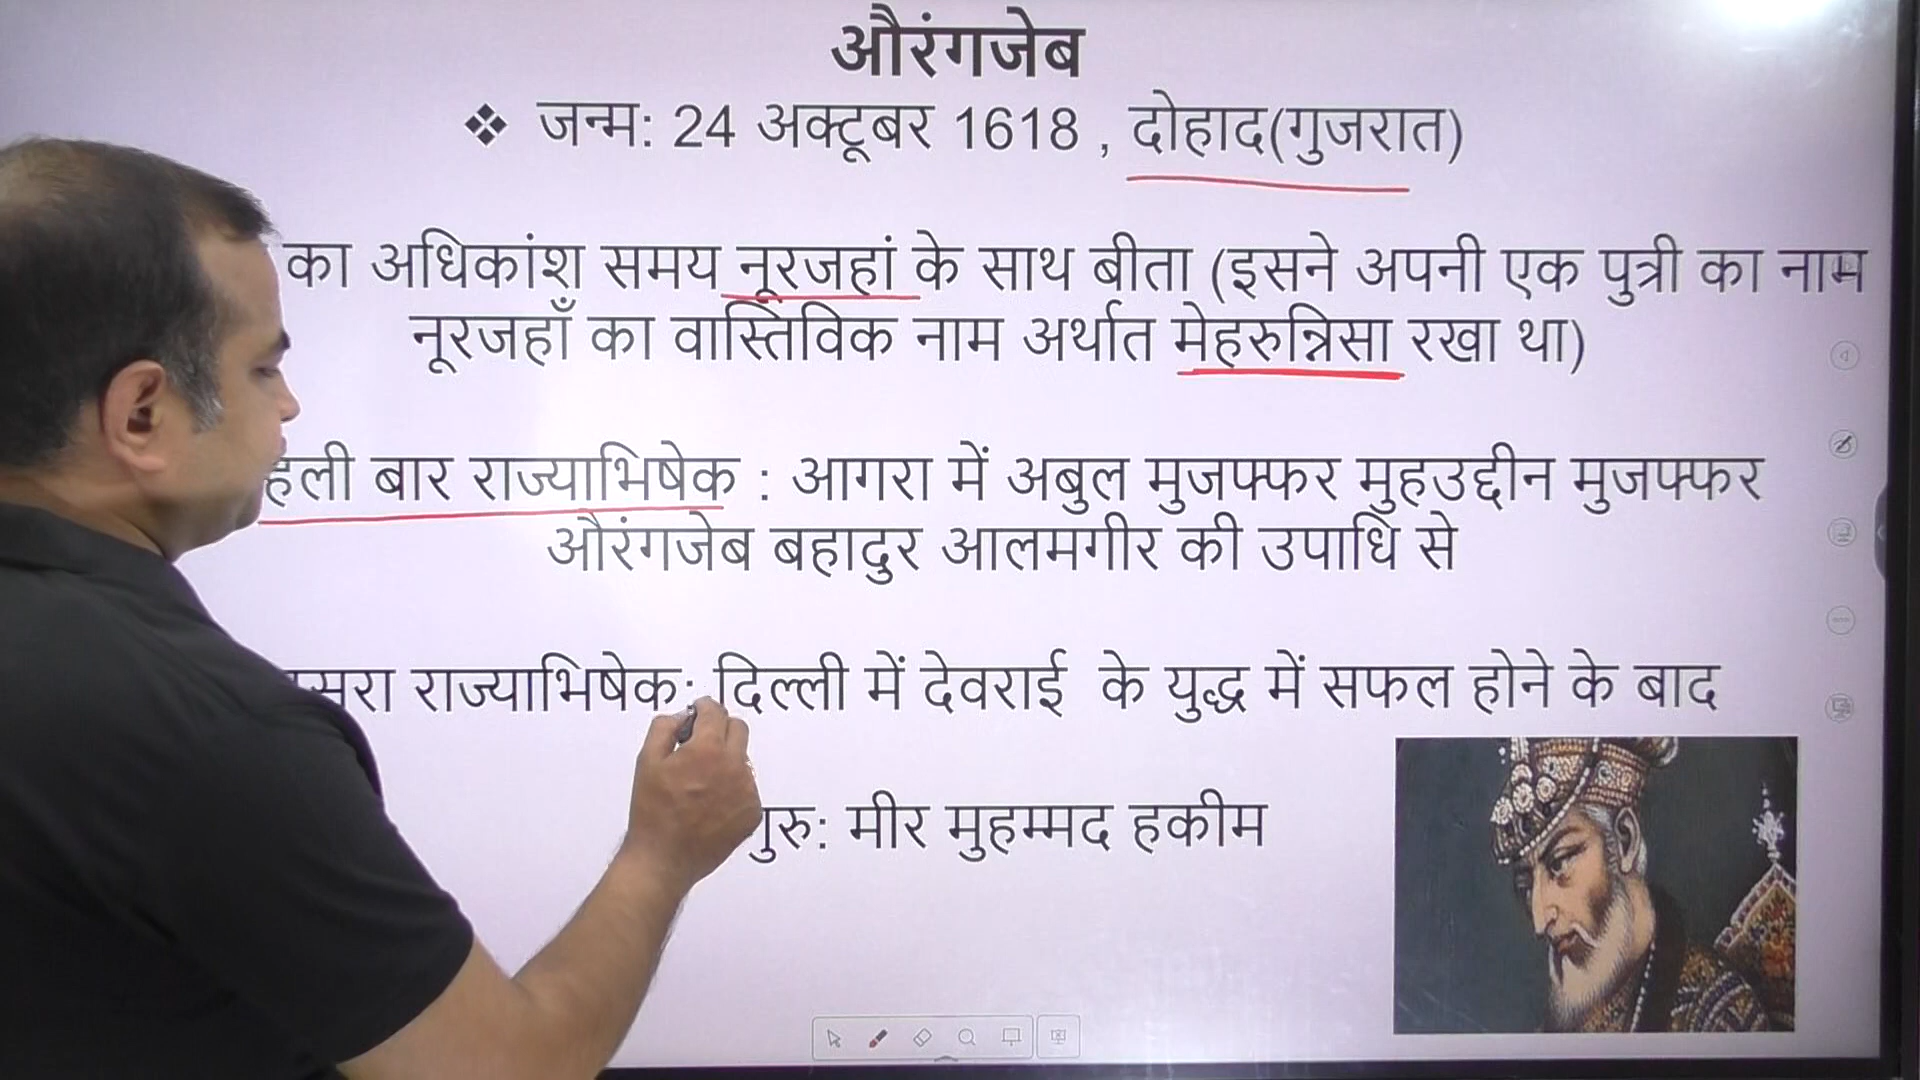 औरंगजेब
❖ जन्म: 24 अक्टूबर 1618 , दोहाद(गुजरात)
का अधिकांश समय नूरजहां के साथ बीता (इसने अपनी एक पुत्री का नाम
नूरजहाँ का वास्तिविक नाम अर्थात मेहरुन्निसा रखा था)
हली बार राज्याभिषेक : आगरा में अबुल मुजफ्फर मुहउद्दीन मुजफ्फर
औरंगजेब बहादुर आलमगीर की उपाधि से
सरा राज्याभिषेक: दिल्ली में देवराई के युद्ध में सफल होने के बाद
गुरु: मीर मुहम्मद हकीम